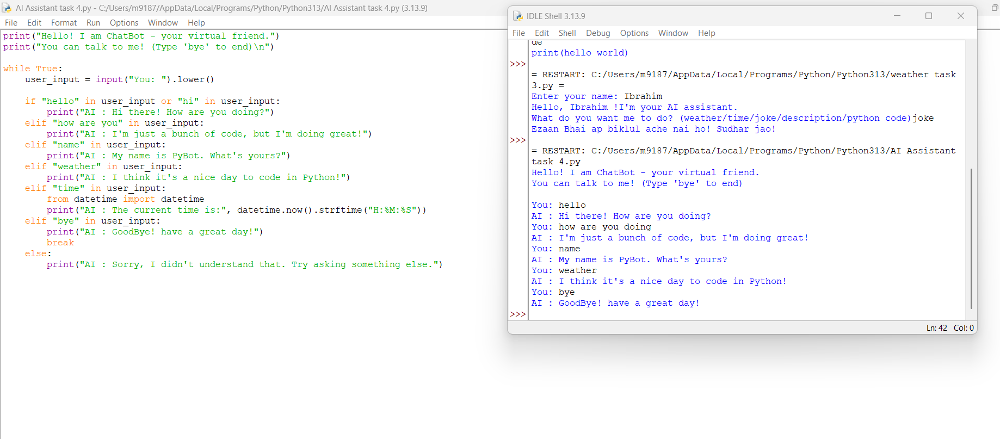 AI Assistant task 4.py - C:/Users/m9187/AppData/Local/Programs/Python/Python313/AI Assistant task 4.py (3.13.9)
File Edit Format Run Options Window Help
print("Hello! I am ChatBot - your virtual friend.")
print("You can talk to me! (Type 'bye' to end)\n")
while True:
    user_input = input("You: ").lower()
    if "hello" in user_input or "hi" in user_input:
        print("AI : Hi there! How are you doing?")
    elif "how are you" in user_input:
        print("AI : I'm just a bunch of code, but I'm doing great!")
    elif "name" in user_input:
        print("AI : My name is PyBot. What's yours?")
    elif "weather" in user_input:
        print("AI : I think it's a nice day to code in Python!")
    elif "time" in user_input:
        from datetime import datetime
        print("AI : The current time is:", datetime.now().strftime("H:%M:%S"))
    elif "bye" in user_input:
        print("AI : GoodBye! have a great day!")
        break
    else:
        print("AI : Sorry, I didn't understand that. Try asking something else.")
IDLE Shell 3.13.9
File Edit Shell Debug Options Window Help
de
print(hello world)
>>>
= RESTART: C:/Users/m9187/AppData/Local/Programs/Python/Python313/weather task
3.py =
Enter your name: Ibrahim
Hello, Ibrahim !I'm your AI assistant.
What do you want me to do? (weather/time/joke/description/python code)joke
Ezaan Bhai ap biklul ache nai ho! Sudhar jao!
>>>
= RESTART: C:/Users/m9187/AppData/Local/Programs/Python/Python313/AI Assistant
task 4.py
Hello! I am ChatBot - your virtual friend.
You can talk to me! (Type 'bye' to end)
You: hello
AI : Hi there! How are you doing?
You: how are you doing
AI : I'm just a bunch of code, but I'm doing great!
You: name
AI : My name is PyBot. What's yours?
You: weather
AI : I think it's a nice day to code in Python!
You: bye
AI : GoodBye! have a great day!
>>>
Ln: 42 Col: 0